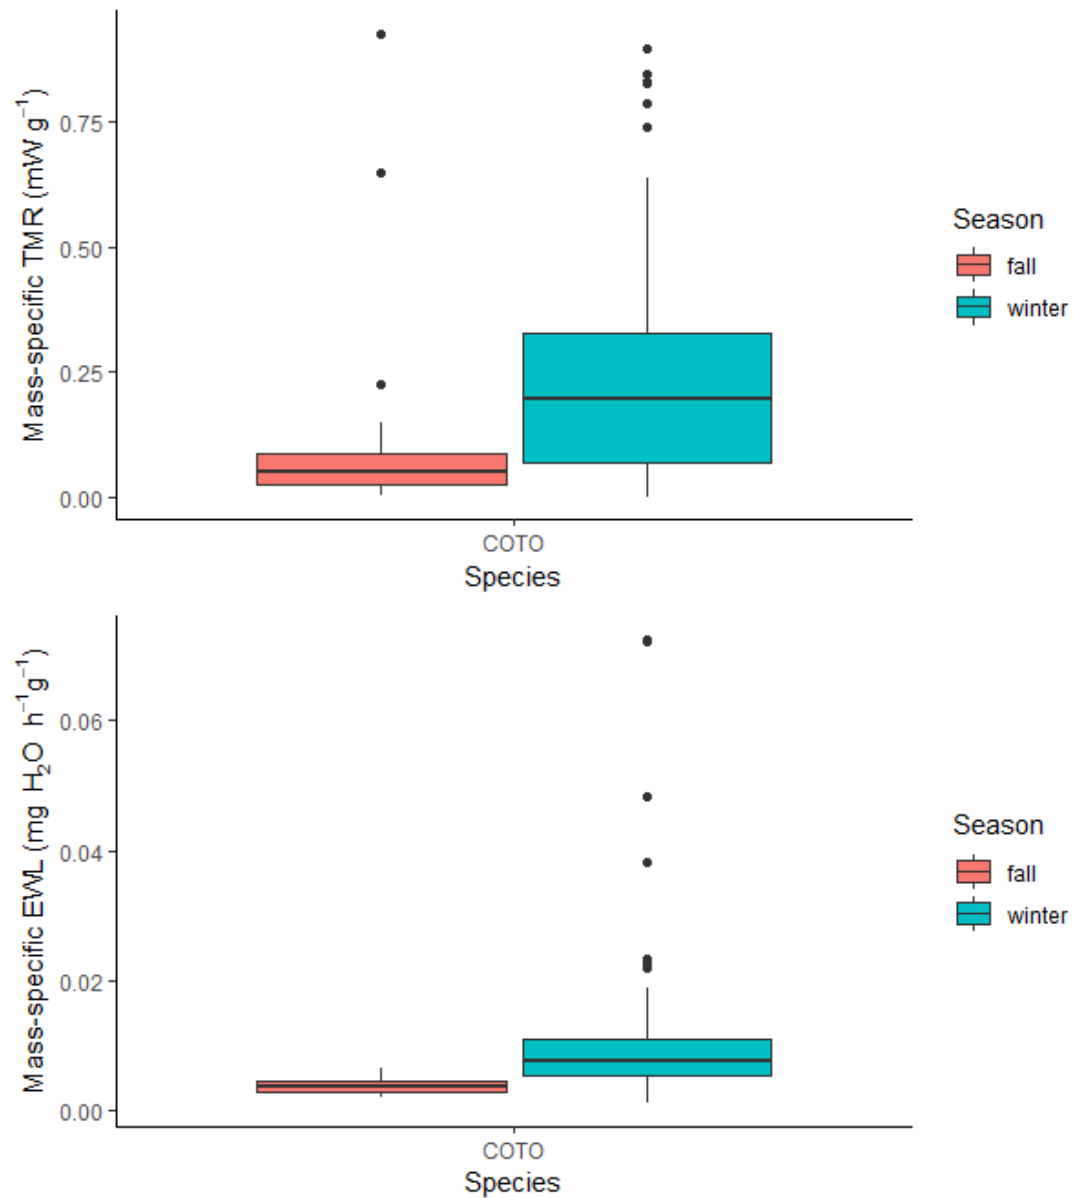 Mass-specific TMR (mW g⁻¹)
0.75
0.50
0.25
0.00
COTO
Species
Season
fall
winter
Mass-specific EWL (mg H₂O h⁻¹g⁻¹)
0.06
0.04
0.02
0.00
COTO
Species
Season
fall
winter